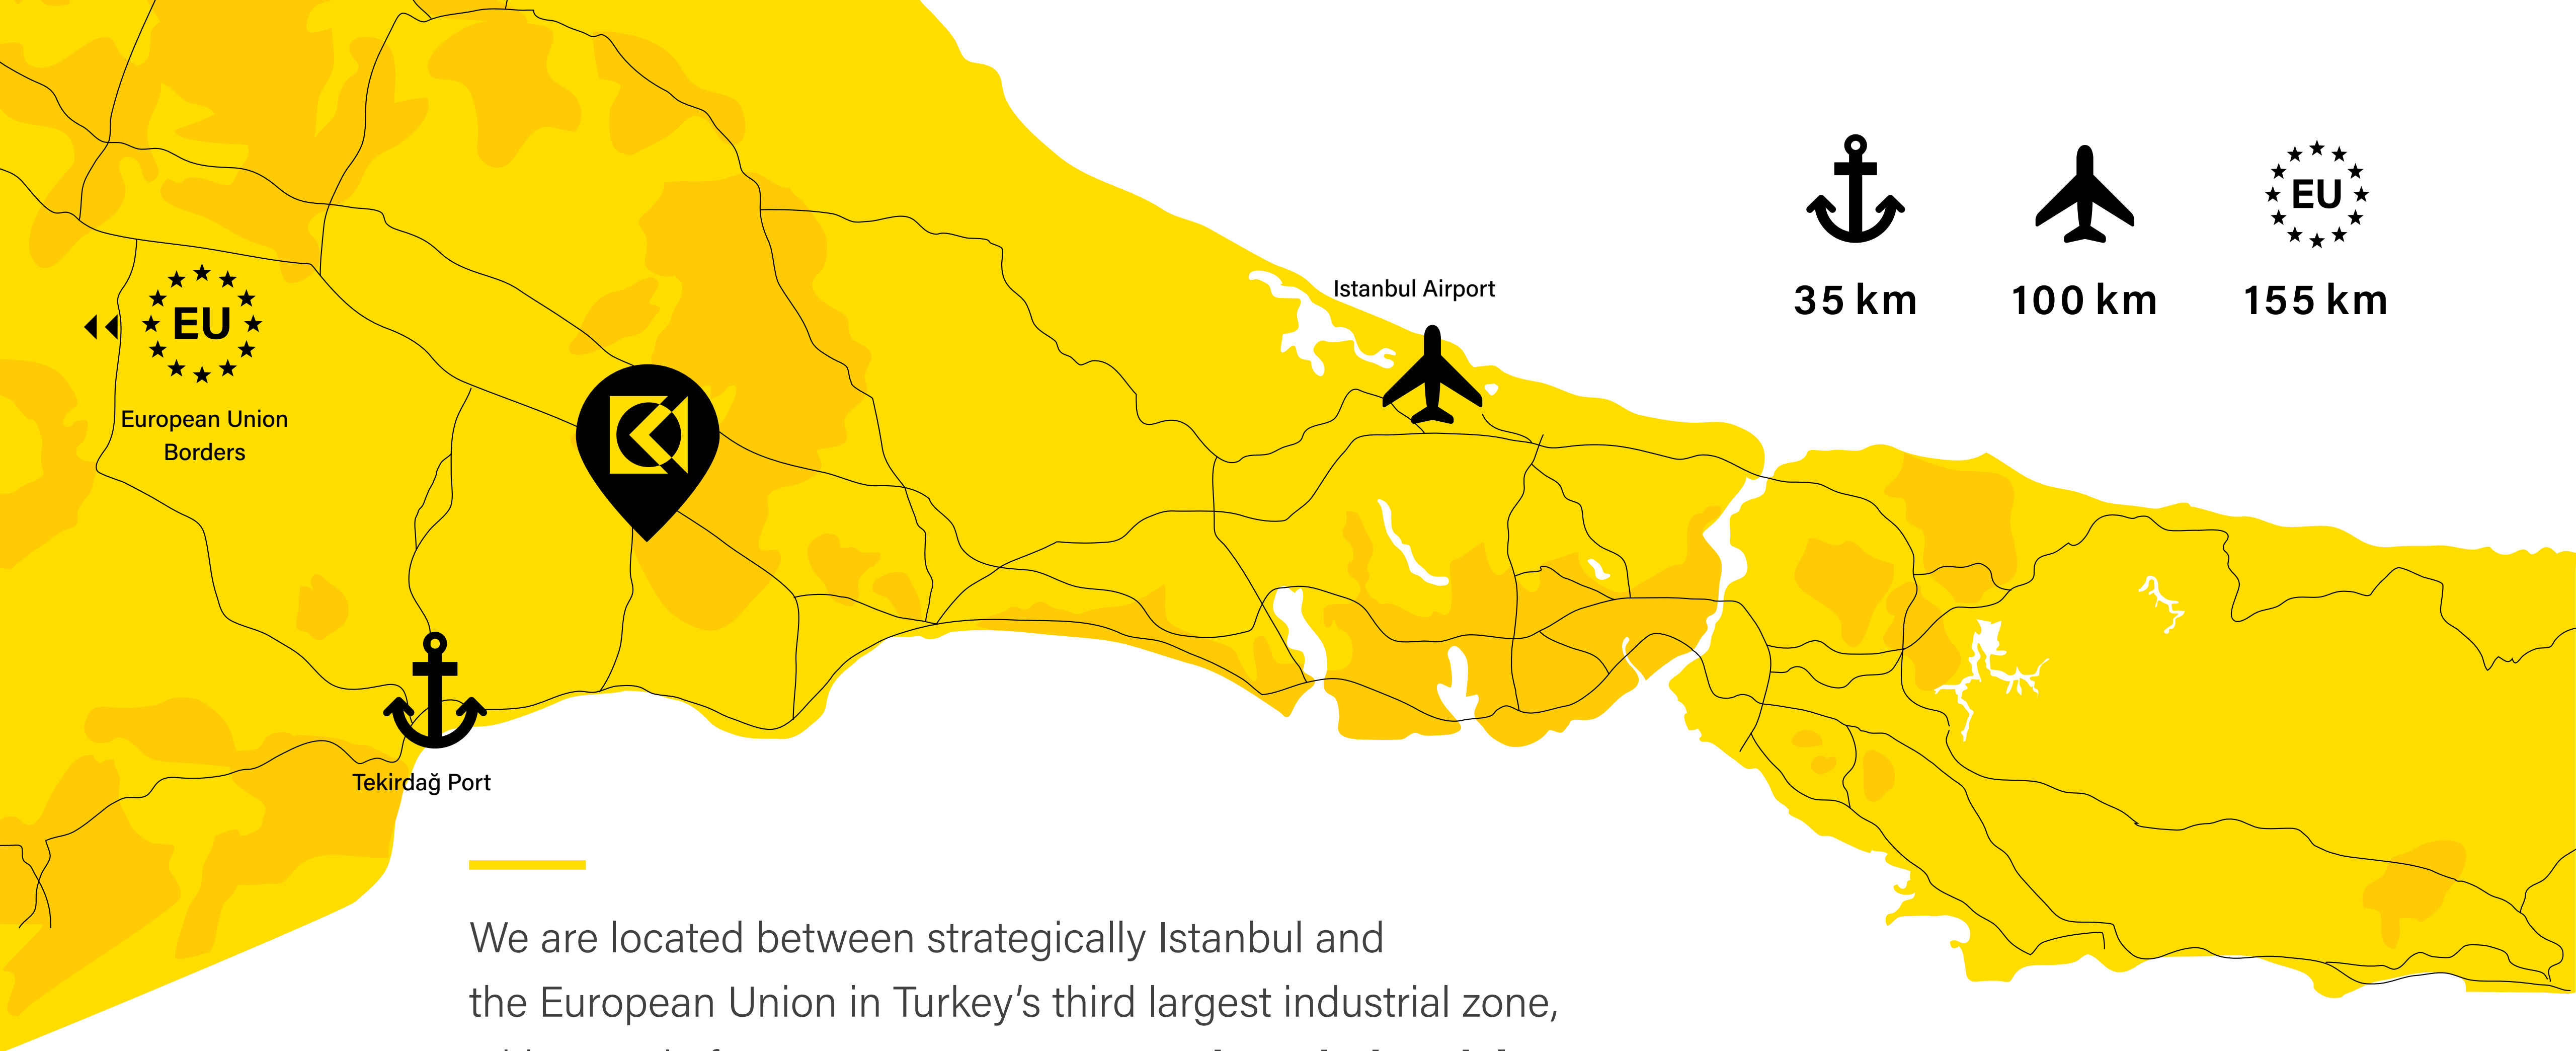 Istanbul Airport
35 km
100 km
EU
155 km
EU
European Union
Borders
Tekirdağ Port
We are located between strategically Istanbul and
the European Union in Turkey’s third largest industrial zone,